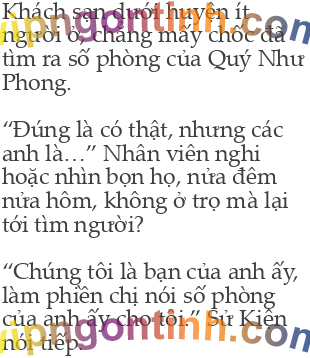 Khách sạn dưới huyện ít
người ở, chẳng mấy chốc đã
tìm ra số phòng của Quý Như
Phong.
“Đúng là có thật, nhưng các
anh là…” Nhân viên nghi
hoặc nhìn bọn họ, nửa đêm
nửa hôm, không ở trọ mà lại
tới tìm người?
“Chúng tôi là bạn của anh ấy,
làm phiền chị nói số phòng
của anh ấy cho tôi.” Sử Kiến
nói tiếp.